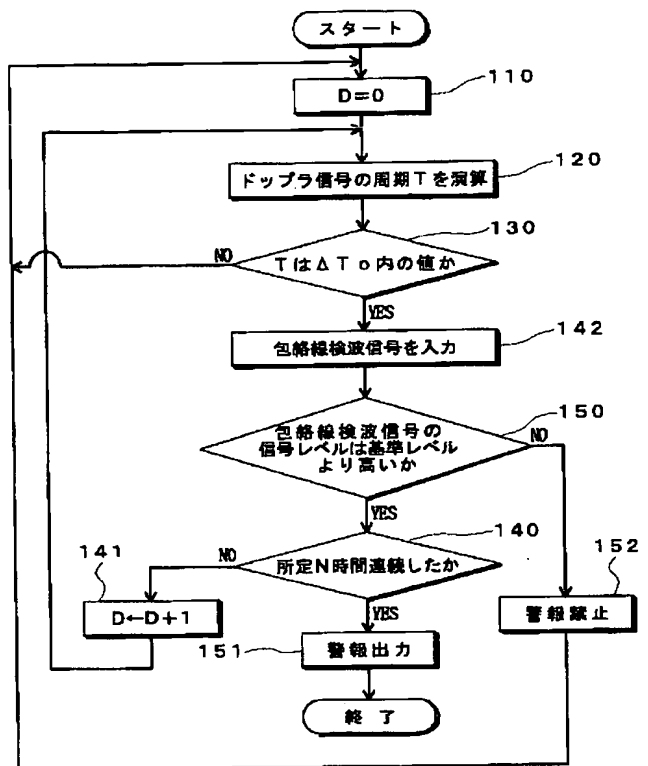 スタート
110
D=0
120
ドップラ信号の周期Tを演算
130
TはΔTo内の値か
NO
YES
142
包絡線検波信号を入力
150
包絡線検波信号の
信号レベルは基準レベル
より高いか
NO
YES
140
所定N時間連続したか
NO
141
D←D+1
YES
152
警報禁止
151
警報出力
終了